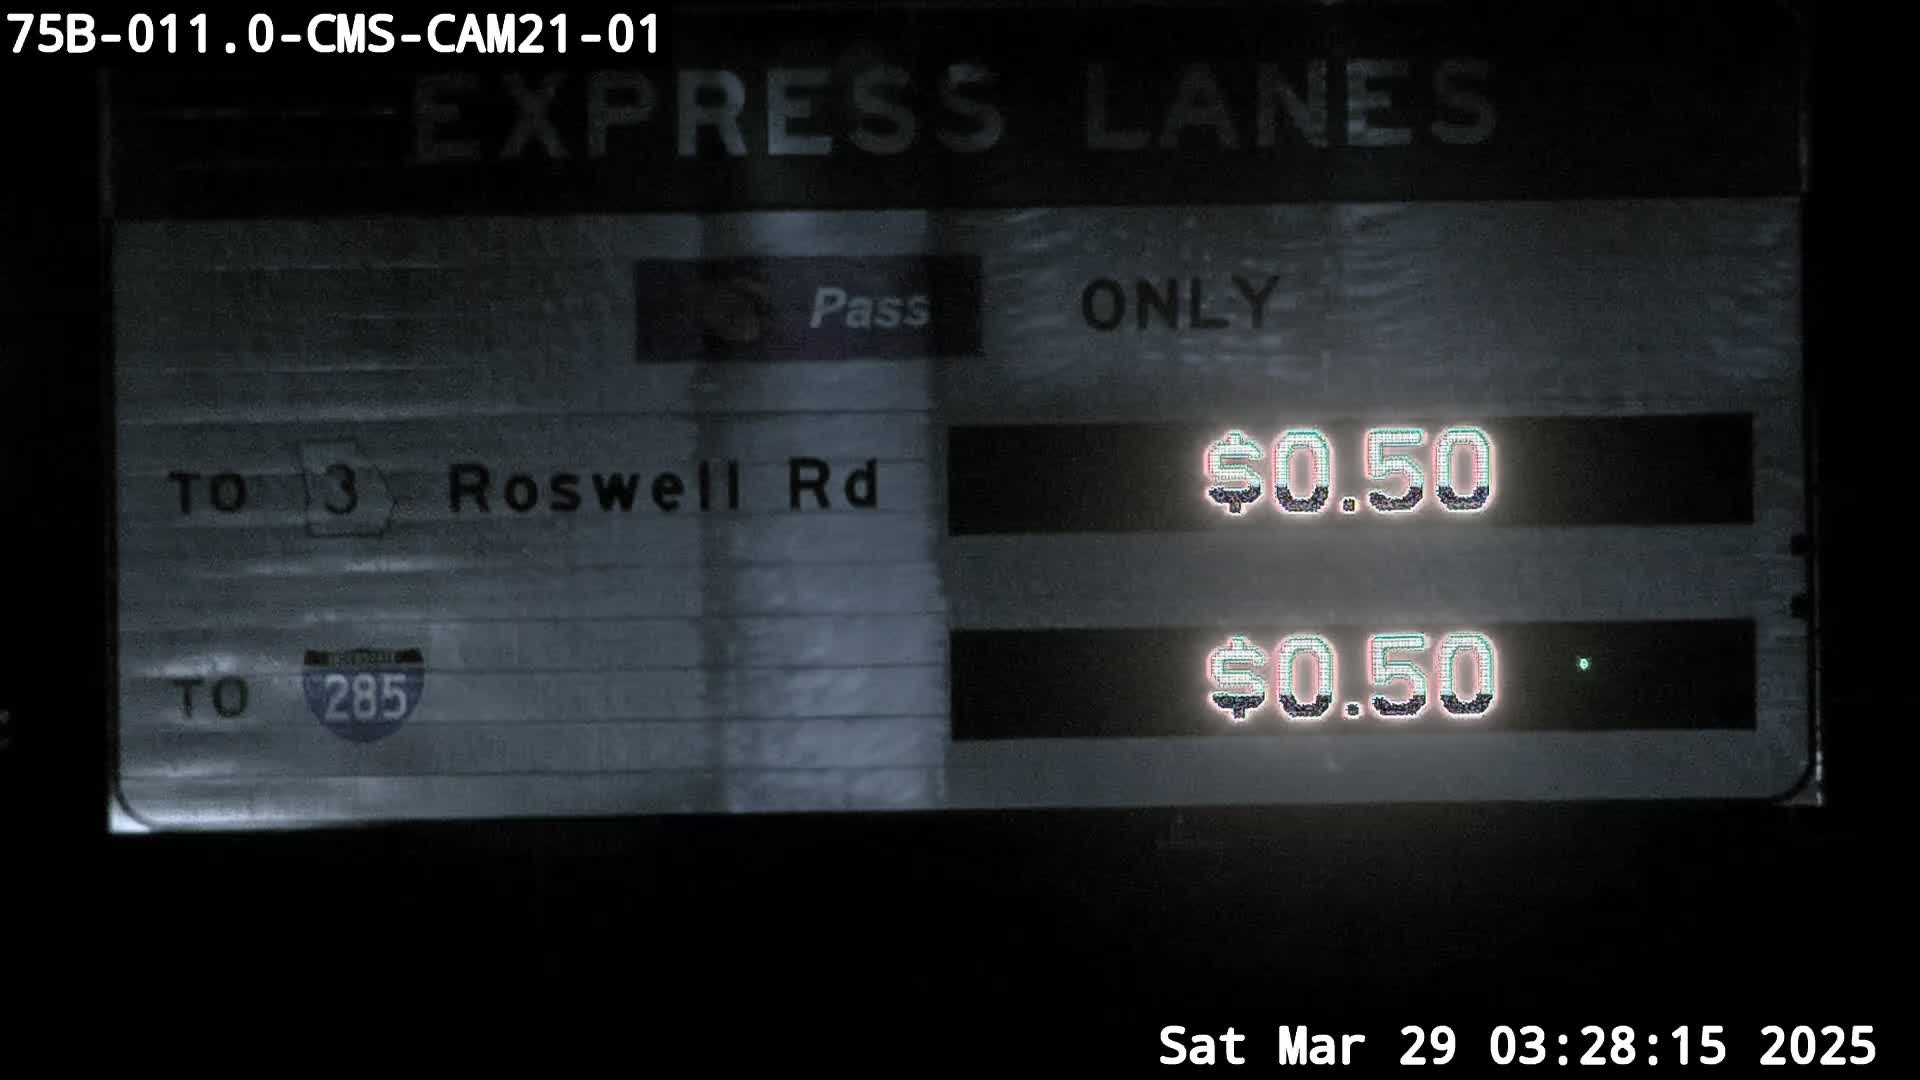 75B-011.0-CMS-CAM21-01
EXPRESS LANES
Pass ONLY
TO 3 Roswell Rd $0.50
TO 285 $0.50
Sat Mar 29 03:28:15 2025